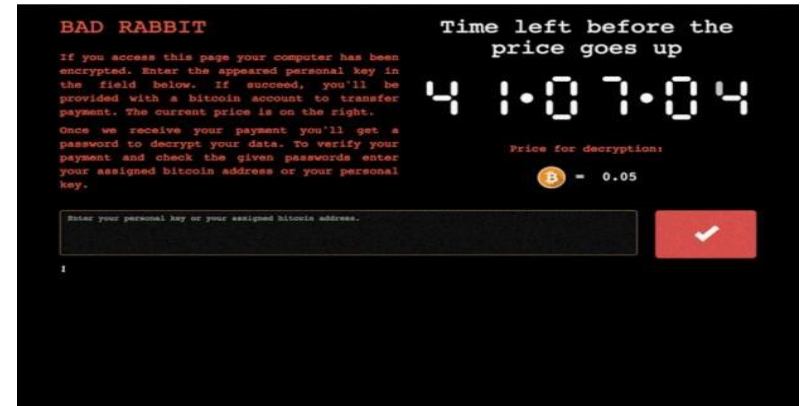 BAD RABBIT
If you access this page your computer has been
encrypted. Enter the appeared personal key in
the field below. If succeed, you'll be
provided with a bitcoin account to transfer
payment. The current price is on the right.
Once we receive your payment you'll get a
password to decrypt your data. To verify your
payment and check the given passwords enter
your assigned bitcoin address or your personal
key.
Time left before the
price goes up
41·07·04
Price for decryption:
= 0.05
Enter your personal key or your assigned bitcoin address.